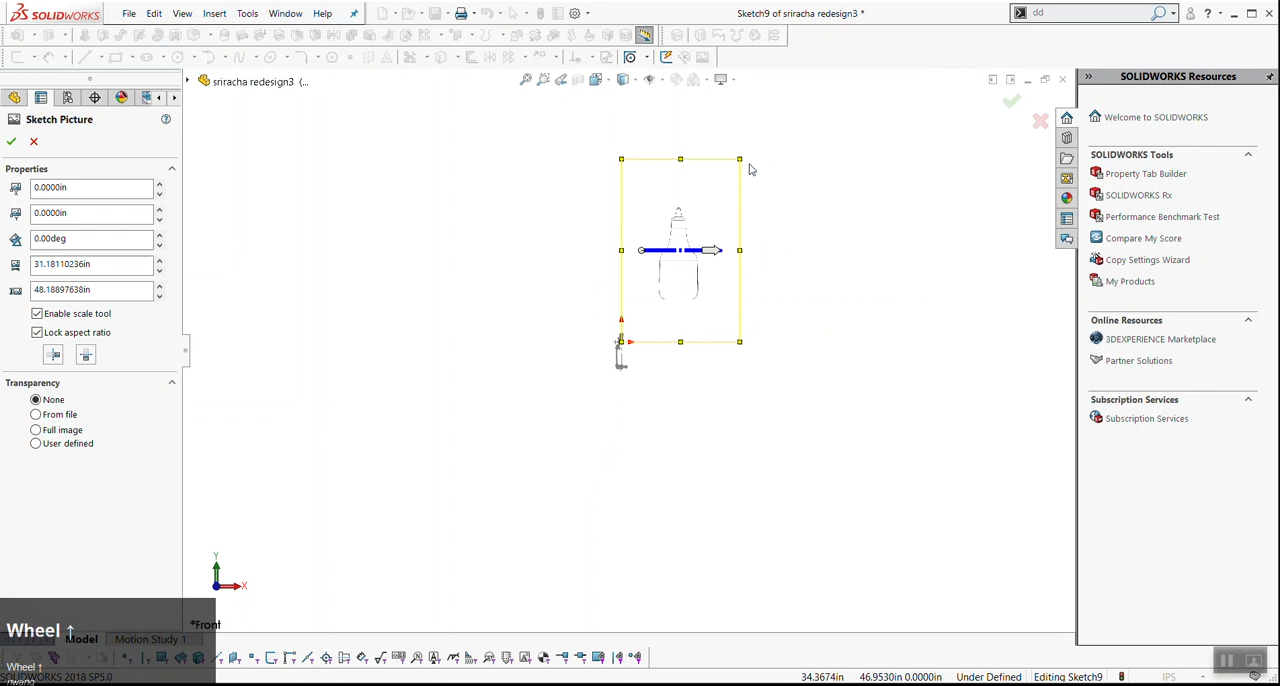 SOLIDWORKS
File Edit View Insert Tools Window Help
Sketch9 of sriracha redesign3 *
dd
sriracha redesign3 (...
SOLIDWORKS Resources
Sketch Picture
Properties
0.0000in
0.0000in
0.00deg
31.18110236in
48.18897638in
Enable scale tool
Lock aspect ratio
Transparency
None
From file
Full image
User defined
Welcome to SOLIDWORKS
SOLIDWORKS Tools
Property Tab Builder
SOLIDWORKS Rx
Performance Benchmark Test
Compare My Score
Copy Settings Wizard
My Products
Online Resources
3DEXPERIENCE Marketplace
Partner Solutions
Subscription Services
Subscription Services
Y
X
*Front
Wheel ↑
Model Motion Study 1
Wheel ↑
nwang
SOLIDWORKS 2018 SP5.0
34.3674in 46.9530in 0.0000in Under Defined Editing Sketch9 IPS